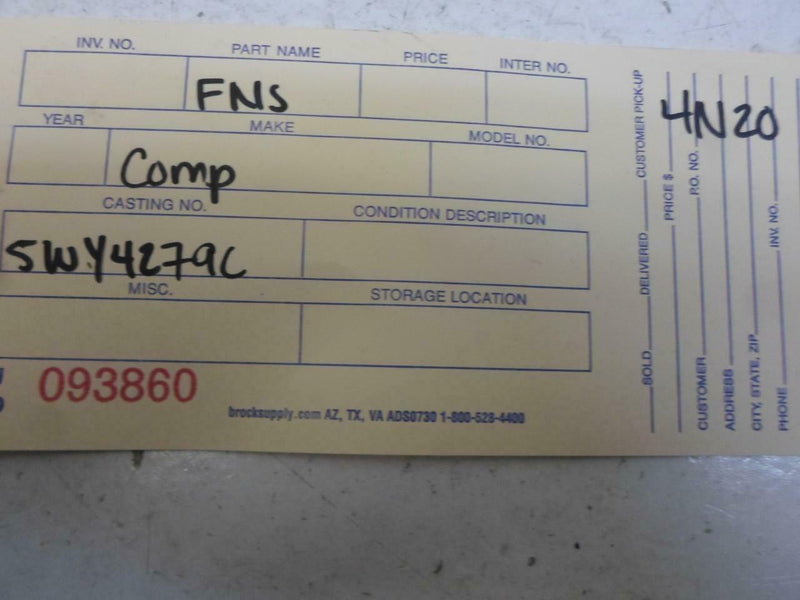 INV. NO. PART NAME PRICE INTER NO.
FNS
YEAR MAKE MODEL NO.
Comp
CASTING NO. CONDITION DESCRIPTION
5WY4279C
MISC. STORAGE LOCATION
093860
brocksupply.com AZ, TX, VA ADS0730 1-800-528-4400
SOLD DELIVERED CUSTOMER PICK-UP
PRICE $
4N20
CUSTOMER P.O. NO.
ADDRESS
CITY, STATE, ZIP
PHONE INV. NO.